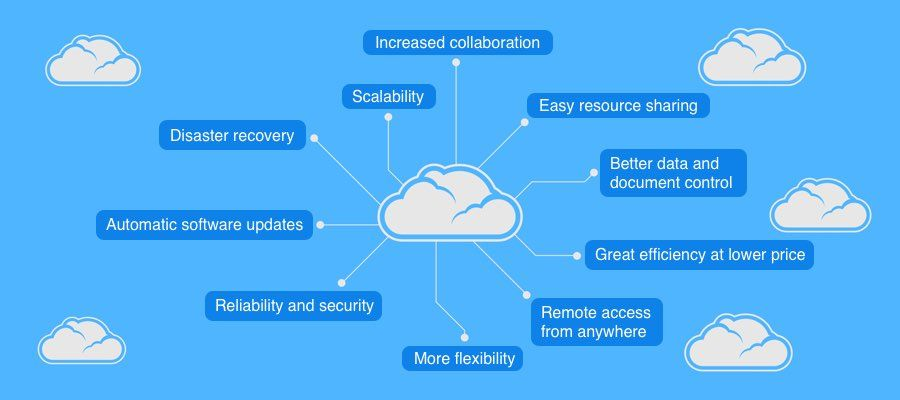 Increased collaboration
Scalability
Easy resource sharing
Disaster recovery
Better data and
document control
Automatic software updates
Great efficiency at lower price
Reliability and security
Remote access
from anywhere
More flexibility